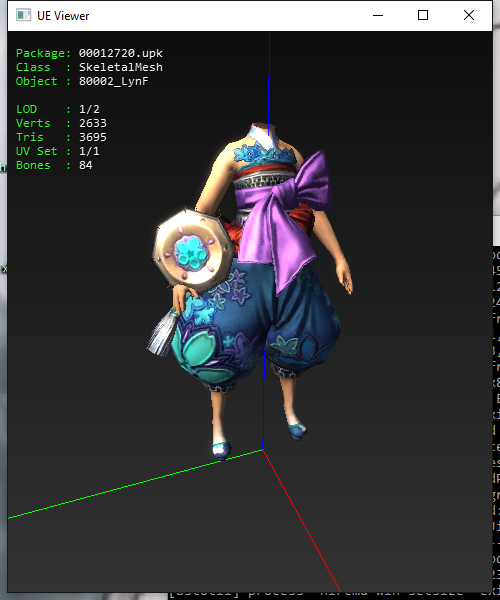 UE Viewer
Package: 00012720.upk
Class  : SkeletalMesh
Object : 80002_LynF
LOD    : 1/2
Verts  : 2633
Tris   : 3695
UV Set : 1/1
Bones  : 84